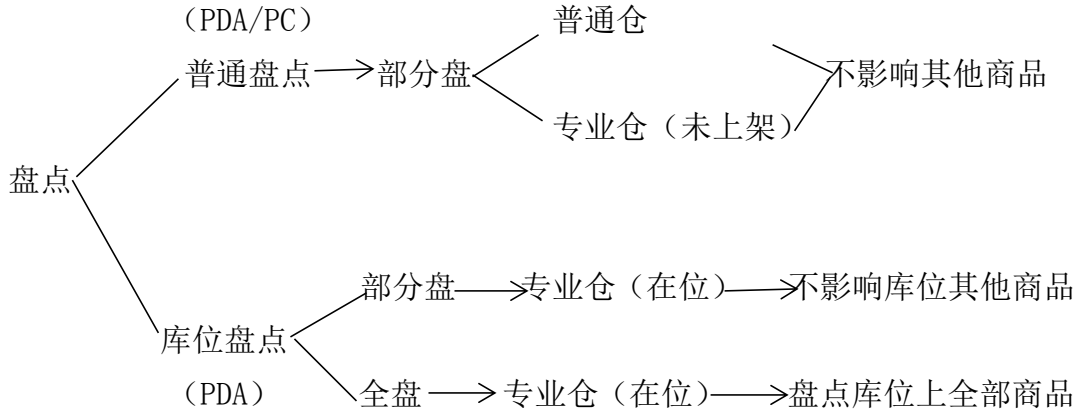 （PDA/PC）
普通仓
普通盘点
部分盘
不影响其他商品
专业仓（未上架）
盘点
部分盘
专业仓（在位）
不影响库位其他商品
库位盘点
（PDA）
全盘
专业仓（在位）
盘点库位上全部商品